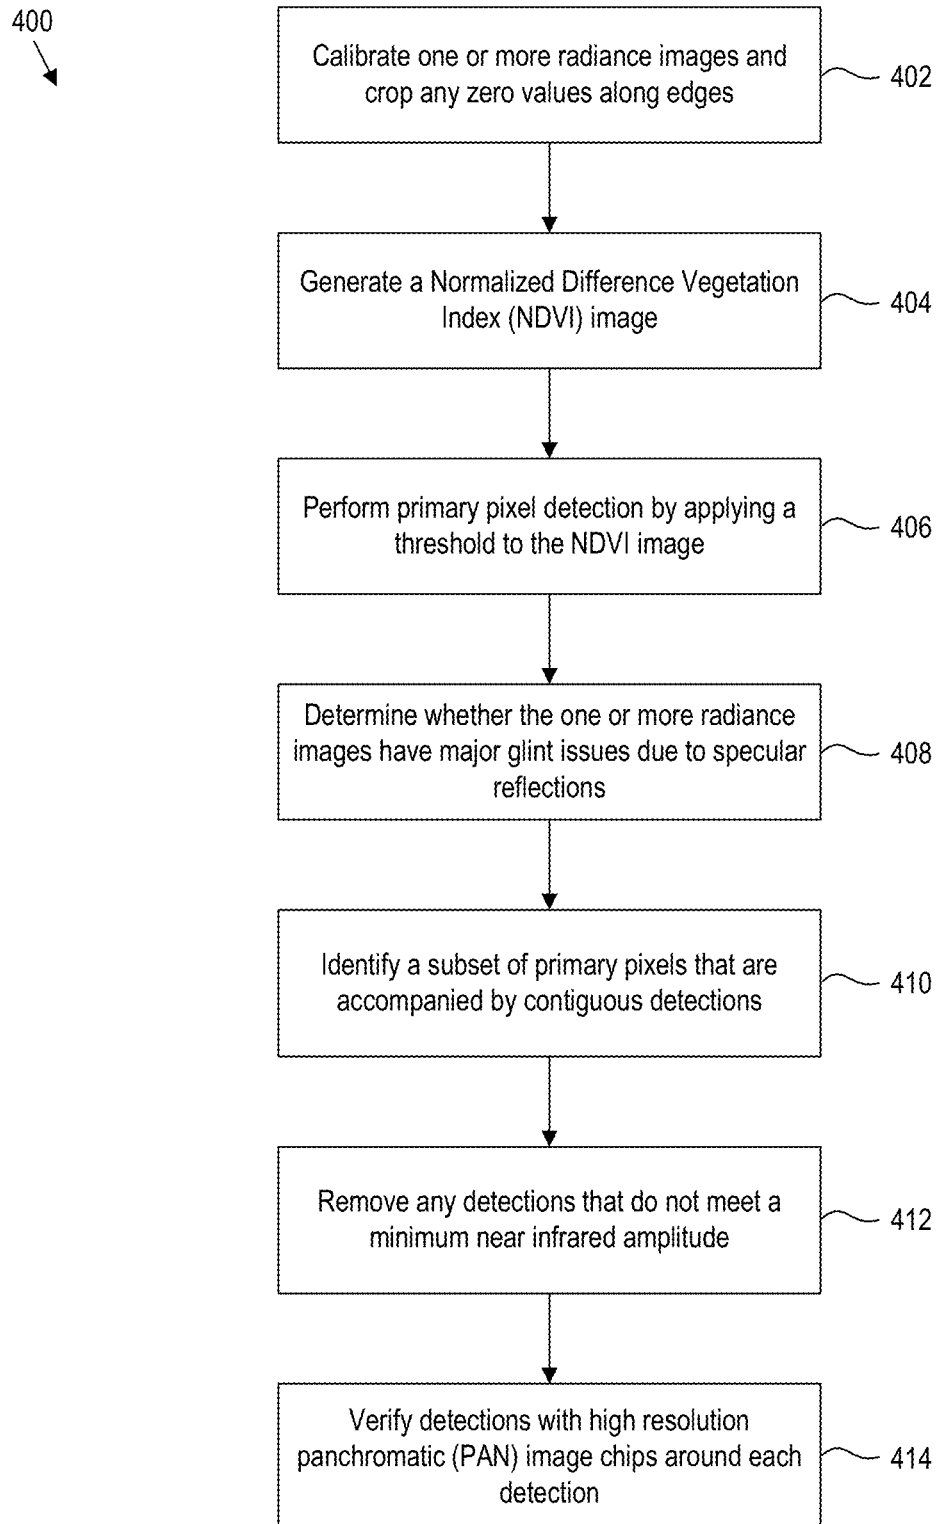 400
Calibrate one or more radiance images and
crop any zero values along edges
402
Generate a Normalized Difference Vegetation
Index (NDVI) image
404
Perform primary pixel detection by applying a
threshold to the NDVI image
406
Determine whether the one or more radiance
images have major glint issues due to specular
reflections
408
Identify a subset of primary pixels that are
accompanied by contiguous detections
410
Remove any detections that do not meet a
minimum near infrared amplitude
412
Verify detections with high resolution
panchromatic (PAN) image chips around each
detection
414